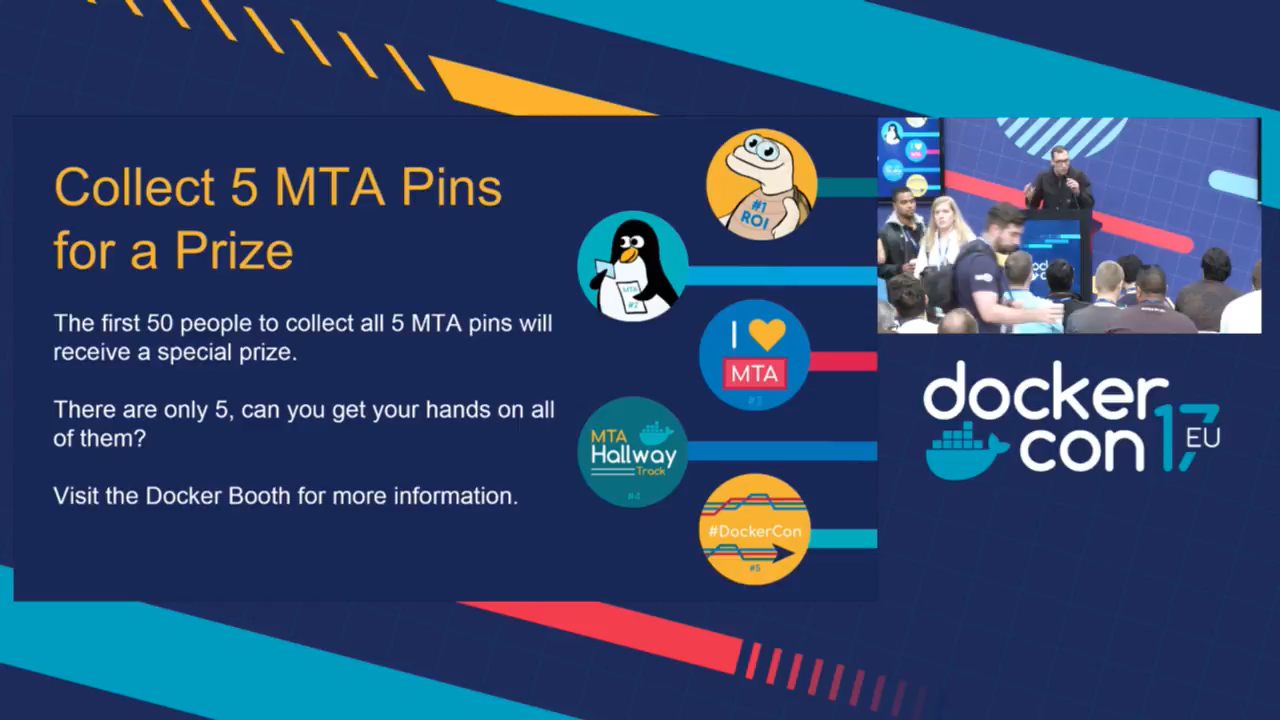 Collect 5 MTA Pins
for a Prize
The first 50 people to collect all 5 MTA pins will
receive a special prize.
There are only 5, can you get your hands on all
of them?
Visit the Docker Booth for more information.
#1
ROI
MTA
#2
I
MTA
#3
MTA
Hallway
Track
#4
#DockerCon
#5
docker
con 17 EU